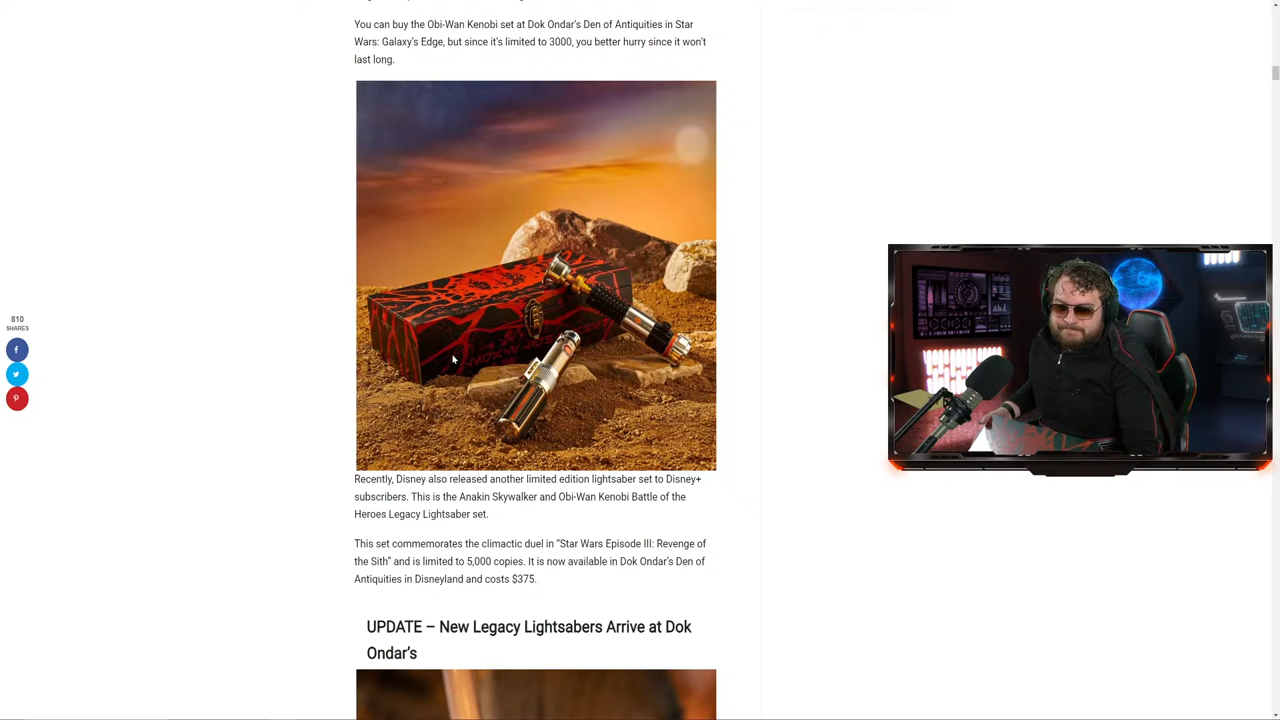 You can buy the Obi-Wan Kenobi set at Dok Ondar's Den of Antiquities in Star
Wars: Galaxy's Edge, but since it's limited to 3000, you better hurry since it won't
last long.
810
SHARES
Recently, Disney also released another limited edition lightsaber set to Disney+
subscribers. This is the Anakin Skywalker and Obi-Wan Kenobi Battle of the
Heroes Legacy Lightsaber set.
This set commemorates the climactic duel in “Star Wars Episode III: Revenge of
the Sith” and is limited to 5,000 copies. It is now available in Dok Ondar's Den of
Antiquities in Disneyland and costs $375.
UPDATE – New Legacy Lightsabers Arrive at Dok
Ondar's